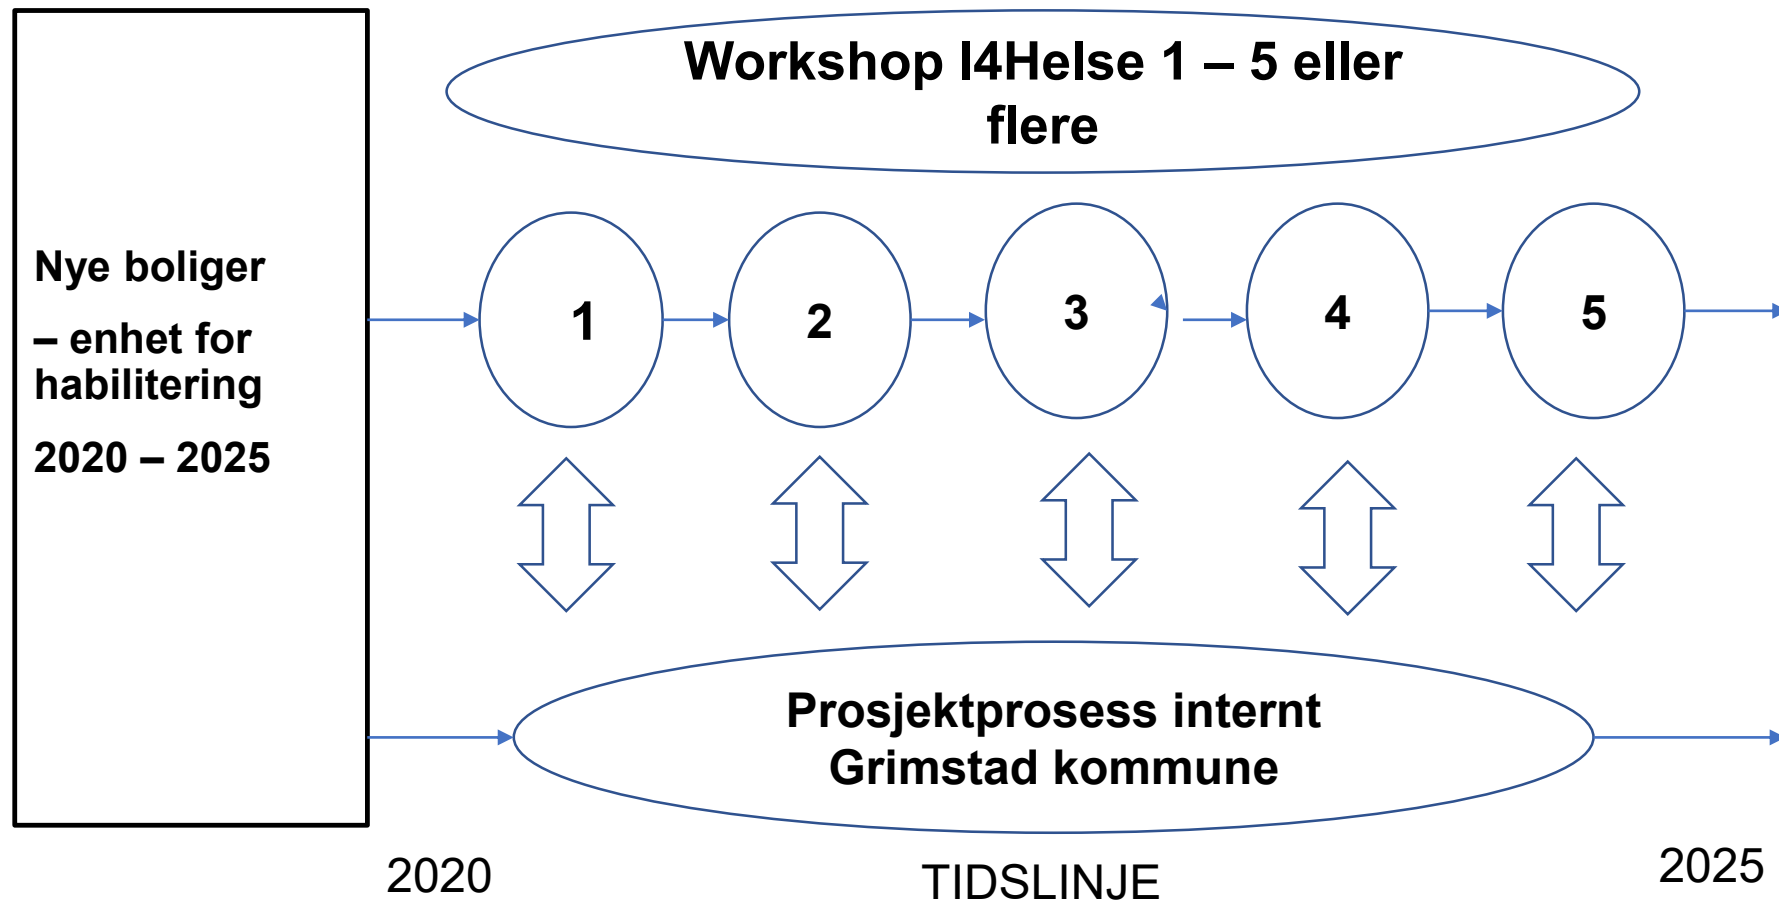 Workshop I4Helse 1 – 5 eller
flere
Nye boliger
– enhet for
habilitering
2020 – 2025
1
2
3
4
5
Prosjektprosess internt
Grimstad kommune
2020
TIDSLINJE
2025